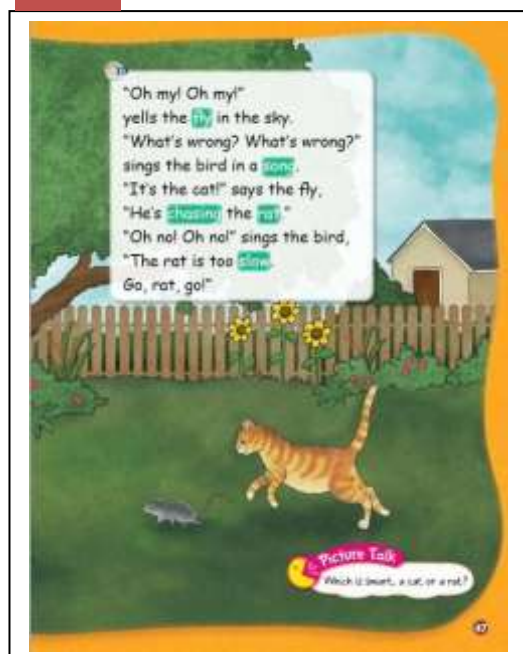 "Oh my! Oh my!"
yells the fly in the sky.
"What's wrong? What's wrong?"
sings the bird in a song.
"It's the cat!" says the fly,
"He's chasing the rat."
"Oh no! Oh no!" sings the bird,
"The rat is too slow.
Go, rat, go!"
Picture Talk
Which is smart, a cat or a rat?
47